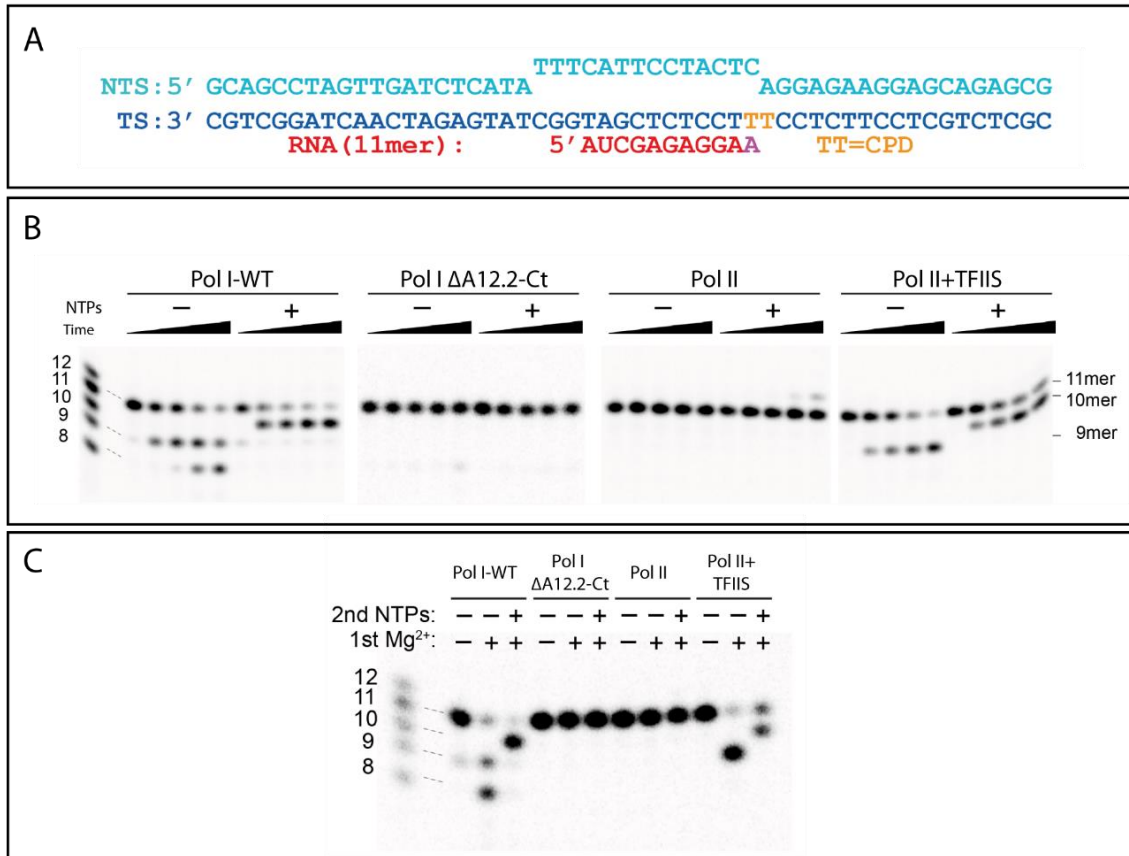 A
TTTCATTCCTACTC
NTS:5′ GCAGCCTAGTTGATCTCATA AGGAGAAGGAGCAGAGCG
TS:3′ CGTCGGATCAACTAGAGTATCGGTAGCTCTCCTTTCCTCTTCCTCGTCTCGC
RNA(11mer): 5′AUCGAGAGGAA TT=CPD
B
Pol I-WT Pol I ΔA12.2-Ct Pol II Pol II+TFIIS
NTPs − + − + − + − +
Time
12
11
10
9
8
11mer
10mer
9mer
C
Pol I-WT Pol I ΔA12.2-Ct Pol II Pol II+ TFIIS
2nd NTPs: − − + − − + − − + − − +
1st Mg²⁺: − + + − + + − + + − + +
12
11
10
9
8